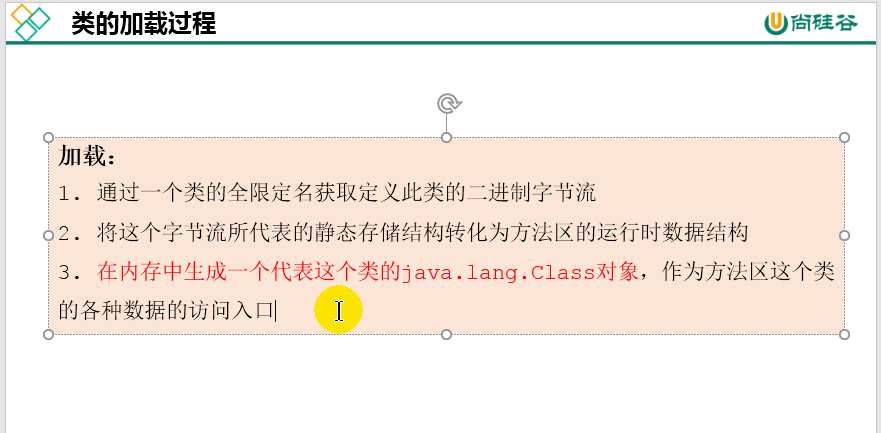 类的加载过程
尚硅谷
加载：
1. 通过一个类的全限定名获取定义此类的二进制字节流
2. 将这个字节流所代表的静态存储结构转化为方法区的运行时数据结构
3. 在内存中生成一个代表这个类的java.lang.Class对象，作为方法区这个类
的各种数据的访问入口